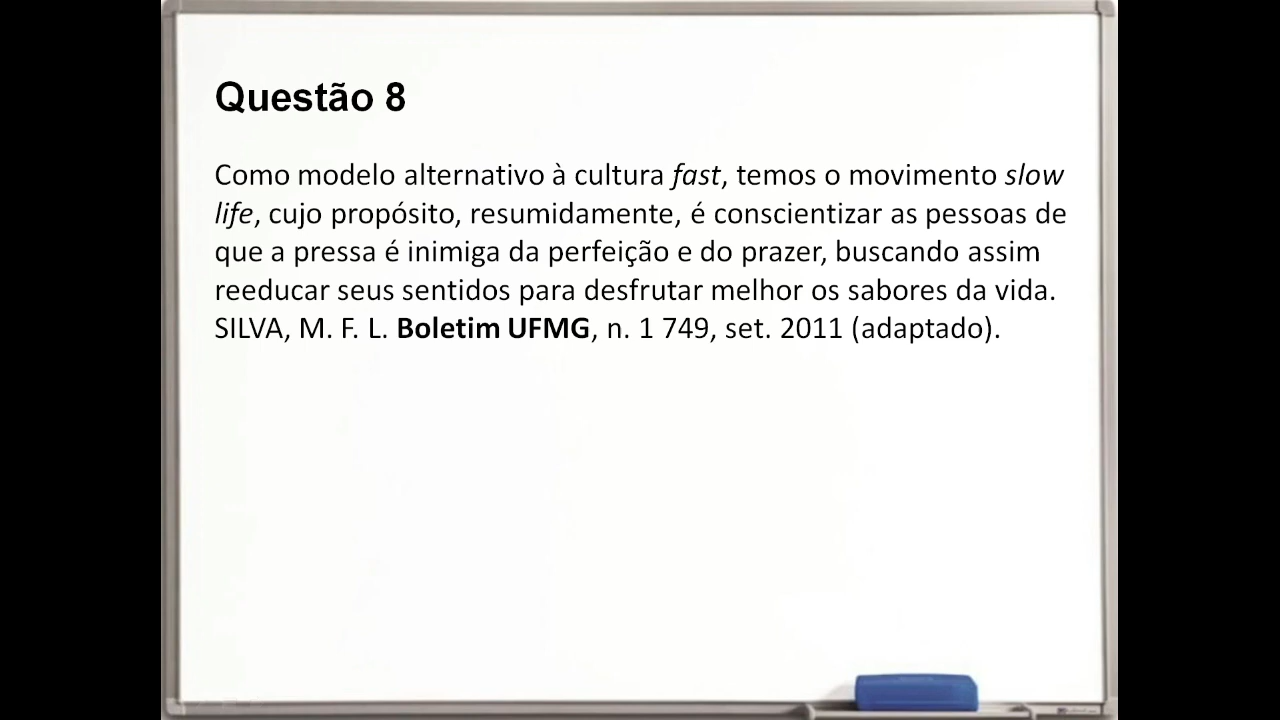 Questão 8
Como modelo alternativo à cultura fast, temos o movimento slow
life, cujo propósito, resumidamente, é conscientizar as pessoas de
que a pressa é inimiga da perfeição e do prazer, buscando assim
reeducar seus sentidos para desfrutar melhor os sabores da vida.
SILVA, M. F. L. Boletim UFMG, n. 1 749, set. 2011 (adaptado).